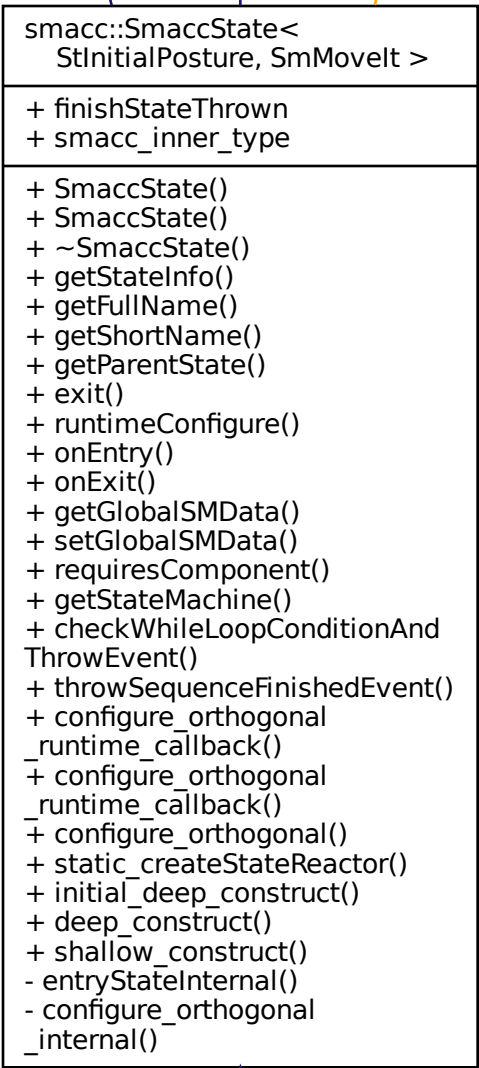 smacc::SmaccState<
StInitialPosture, SmMoveIt >
+ finishStateThrown
+ smacc_inner_type
+ SmaccState()
+ SmaccState()
+ ~SmaccState()
+ getStateInfo()
+ getFullName()
+ getShortName()
+ getParentState()
+ exit()
+ runtimeConfigure()
+ onEntry()
+ onExit()
+ getGlobalSMData()
+ setGlobalSMData()
+ requiresComponent()
+ getStateMachine()
+ checkWhileLoopConditionAnd
ThrowEvent()
+ throwSequenceFinishedEvent()
+ configure_orthogonal
_runtime_callback()
+ configure_orthogonal
_runtime_callback()
+ configure_orthogonal()
+ static_createStateReactor()
+ initial_deep_construct()
+ deep_construct()
+ shallow_construct()
- entryStateInternal()
- configure_orthogonal
_internal()